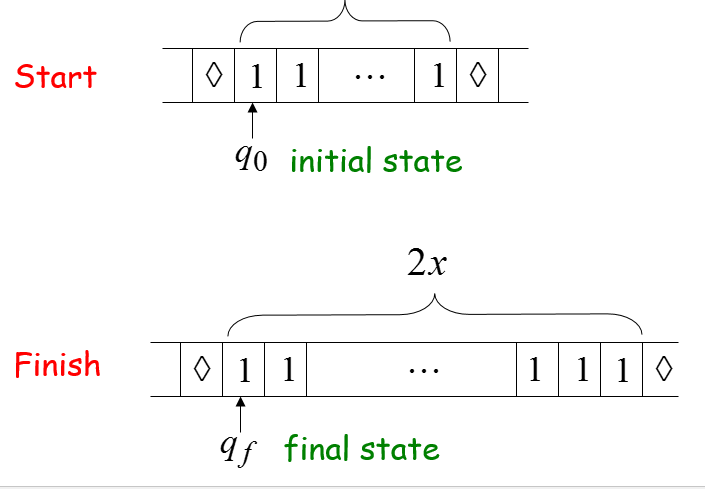 Start ◊ 1 1 ⋯ 1 ◊
q0 initial state
2x
Finish ◊ 1 1 ⋯ 1 1 1 ◊
qf final state